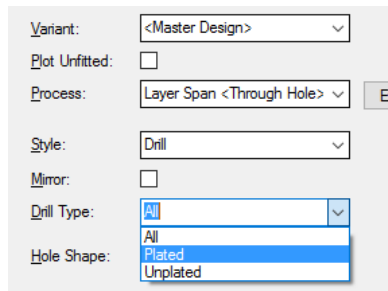 Variant: <Master Design>
Plot Unfitted:
Process: Layer Span <Through Hole> E
Style: Drill
Mirror:
Drill Type: All
All
Hole Shape: Plated
Unplated